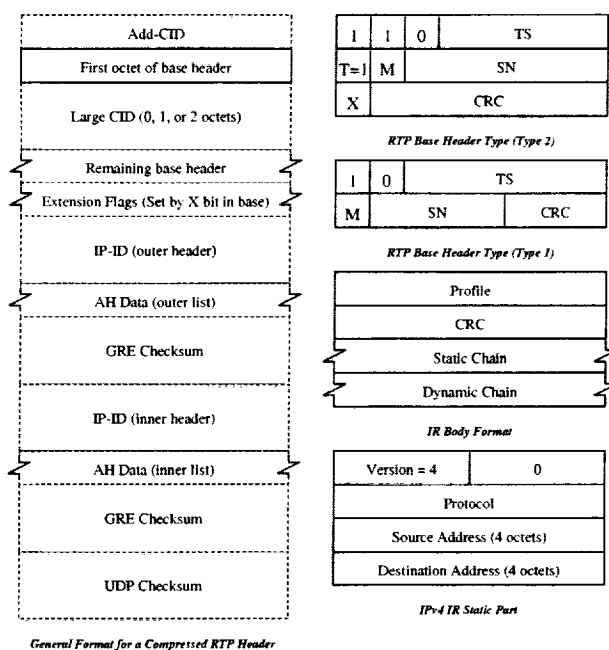 Add-CID
First octet of base header
Large CID (0, 1, or 2 octets)
Remaining base header
Extension Flags (Set by X bit in base)
IP-ID (outer header)
AH Data (outer list)
GRE Checksum
IP-ID (inner header)
AH Data (inner list)
GRE Checksum
UDP Checksum
General Format for a Compressed RTP Header
1 1 0 TS
T=1 M SN
X CRC
RTP Base Header Type (Type 2)
1 0 TS
M SN CRC
RTP Base Header Type (Type 1)
Profile
CRC
Static Chain
Dynamic Chain
IR Body Format
Version = 4 0
Protocol
Source Address (4 octets)
Destination Address (4 octets)
IPv4 IR Static Part